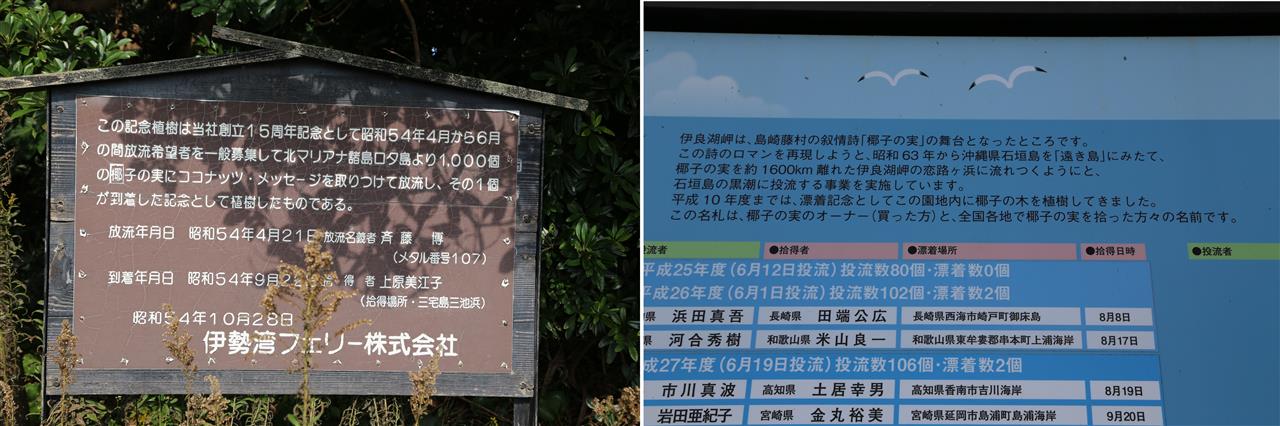 この記念植樹は当社創立15周年記念として昭和54年4月から6月
の間放流希望者を一般募集して北マリアナ諸島ロタ島より1,000個
の椰子の実にココナッツ・メッセージを取りつけて放流し、その1個
が到着した記念として植樹したものである。
放流年月日 昭和54年4月21日 放流名義者 斉藤 博
(メタル番号107)
到着年月日 昭和54年9月2 得者 上原美江子
(拾得場所・三宅島三池浜)
昭和54年10月28日
伊勢湾フェリー株式会社
伊良湖岬は、島崎藤村の叙情詩「椰子の実」の舞台となったところです。
この詩のロマンを再現しようと、昭和63年から沖縄県石垣島を「遠き島」にみたて、
椰子の実を約1600km離れた伊良湖岬の恋路ヶ浜に流れつくようにと、
石垣島の黒潮に投流する事業を実施しています。
平成10年度までは、漂着記念としてこの園地内に椰子の木を植樹してきました。
この名札は、椰子の実のオーナー(買った方)と、全国各地で椰子の実を拾った方々の名前です。
流者 ●拾得者 ●漂着場所 ●拾得日時 ●投流者
平成25年度(6月12日投流)投流数80個・漂着数0個
平成26年度(6月1日投流)投流数102個・漂着数2個
県 浜田真吾 長崎県 田端公広 長崎県西海市崎戸町御床島 8月8日
県 河合秀樹 和歌山県 米山良一 和歌山県東牟婁郡串本町上浦海岸 8月17日
成27年度(6月19日投流)投流数106個・漂着数2個
市川真波 高知県 土居幸男 高知県香南市吉川海岸 8月19日
岩田亜紀子 宮崎県 金丸裕美 宮崎県延岡市島浦町島浦海岸 9月20日